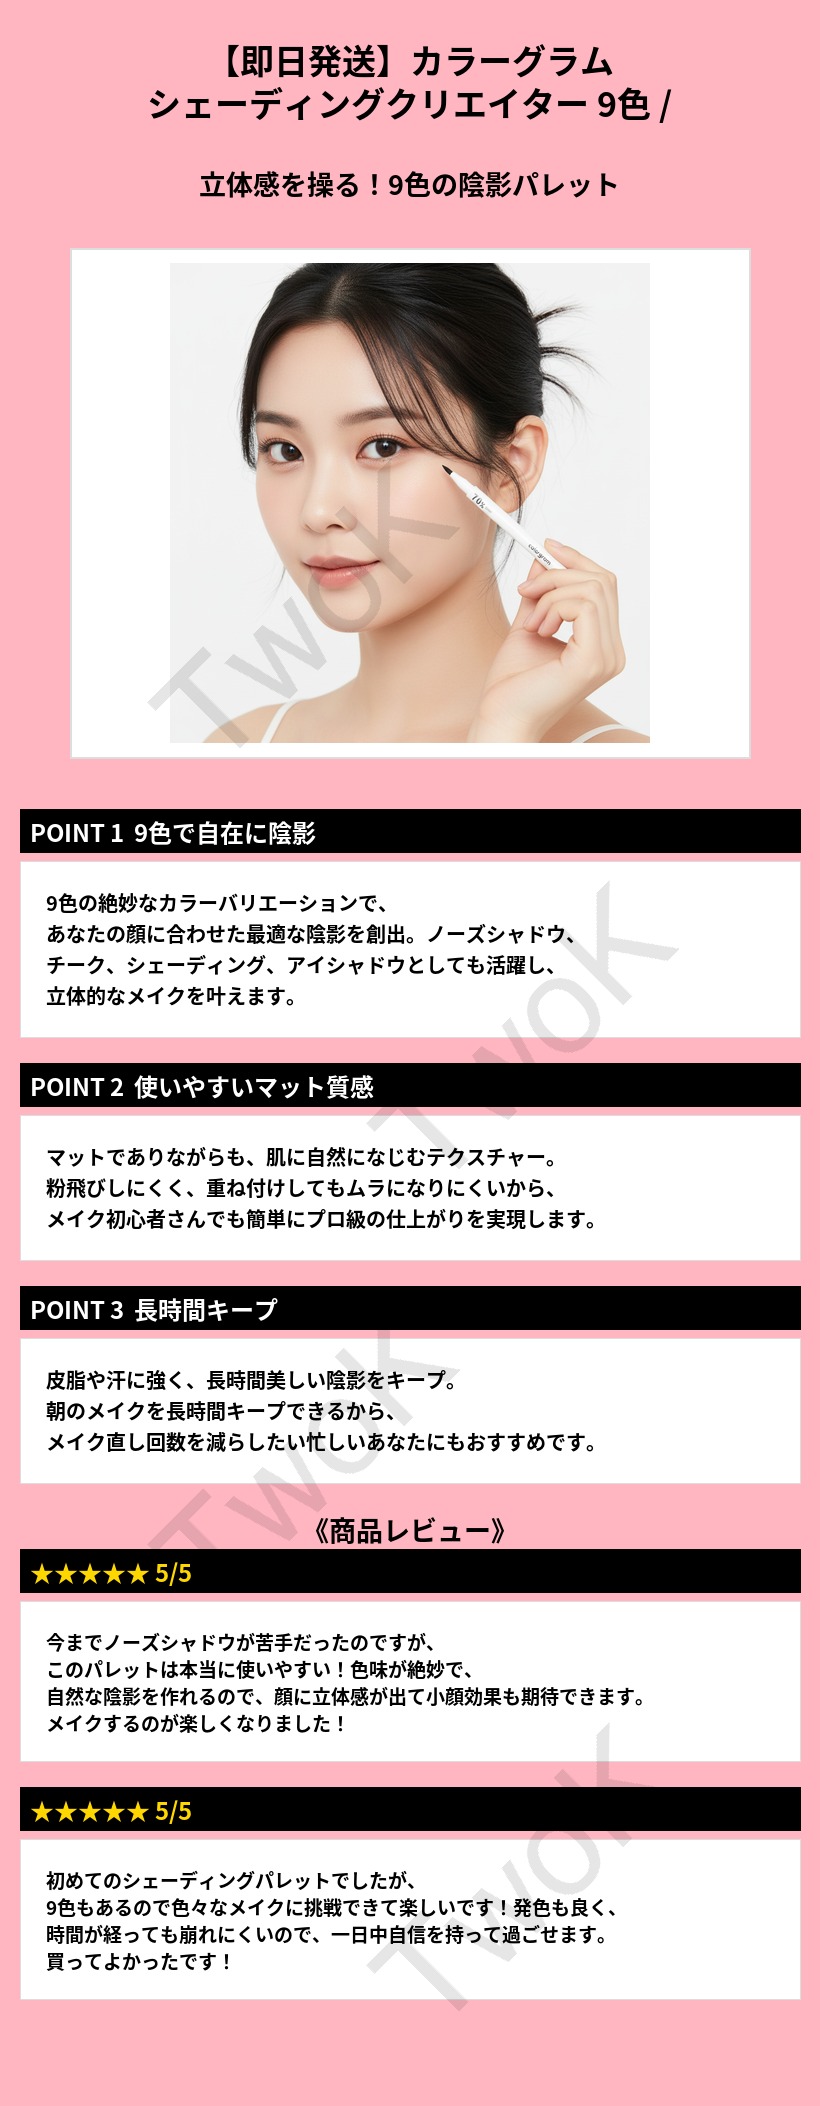 【即日発送】カラーグラム
シェーディングクリエイター 9色 /
立体感を操る！9色の陰影パレット
70%
colorgram
TwoK
POINT 1 9色で自在に陰影
9色の絶妙なカラーバリエーションで、
あなたの顔に合わせた最適な陰影を創出。ノーズシャドウ、
チーク、シェーディング、アイシャドウとしても活躍し、
立体的なメイクを叶えます。
TwoK
POINT 2 使いやすいマット質感
マットでありながらも、肌に自然になじむテクスチャー。
粉飛びしにくく、重ね付けしてもムラになりにくいから、
メイク初心者さんでも簡単にプロ級の仕上がりを実現します。
POINT 3 長時間キープ
皮脂や汗に強く、長時間美しい陰影をキープ。
朝のメイクを長時間キープできるから、
メイク直し回数を減らしたい忙しいあなたにもおすすめです。
TwoK
《商品レビュー》
★★★★★ 5/5
今までノーズシャドウが苦手だったのですが、
このパレットは本当に使いやすい！色味が絶妙で、
自然な陰影を作れるので、顔に立体感が出て小顔効果も期待できます。
メイクするのが楽しくなりました！
★★★★★ 5/5
初めてのシェーディングパレットでしたが、
9色もあるので色々なメイクに挑戦できて楽しいです！発色も良く、
時間が経っても崩れにくいので、一日中自信を持って過ごせます。
買ってよかったです！
TwoK